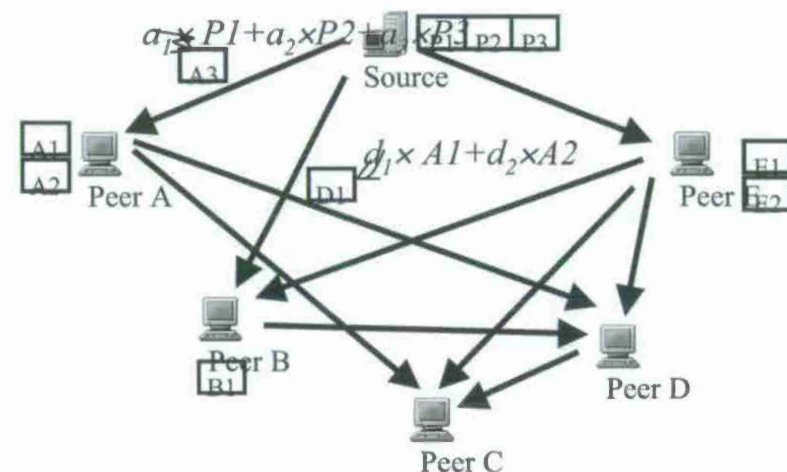 a₁× P1+a₂×P2+a₃×P3
P1 P2 P3
A3
Source
A1
A2
Peer A
D1
d₁× A1+d₂×A2
Peer E
E1
E2
Peer B
B1
Peer D
Peer C